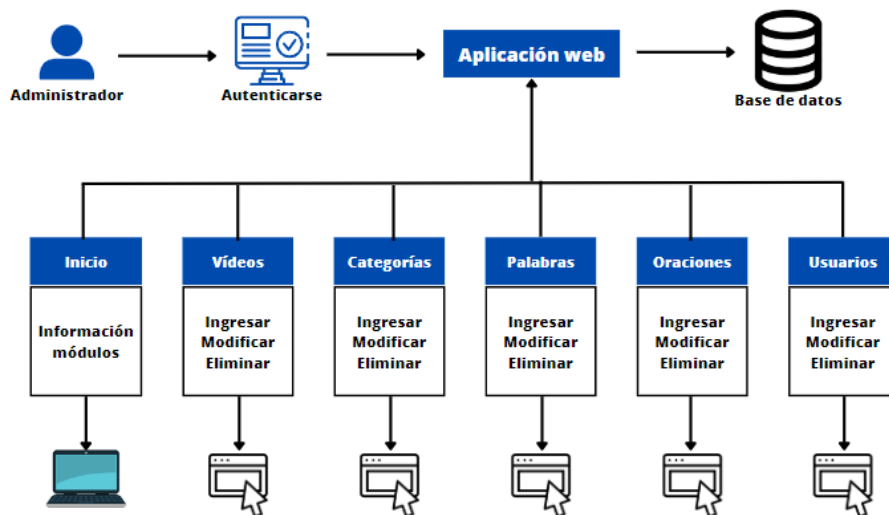 Administrador
Autenticarse
Aplicación web
Base de datos
Inicio
Vídeos
Categorías
Palabras
Oraciones
Usuarios
Información
módulos
Ingresar
Modificar
Eliminar
Ingresar
Modificar
Eliminar
Ingresar
Modificar
Eliminar
Ingresar
Modificar
Eliminar
Ingresar
Modificar
Eliminar